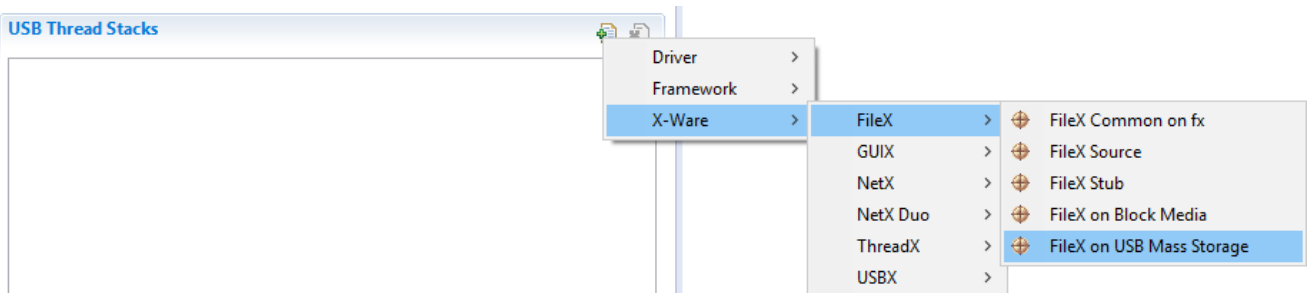 USB Thread Stacks
Driver
Framework
X-Ware
FileX
GUIX
NetX
NetX Duo
ThreadX
USBX
FileX Common on fx
FileX Source
FileX Stub
FileX on Block Media
FileX on USB Mass Storage